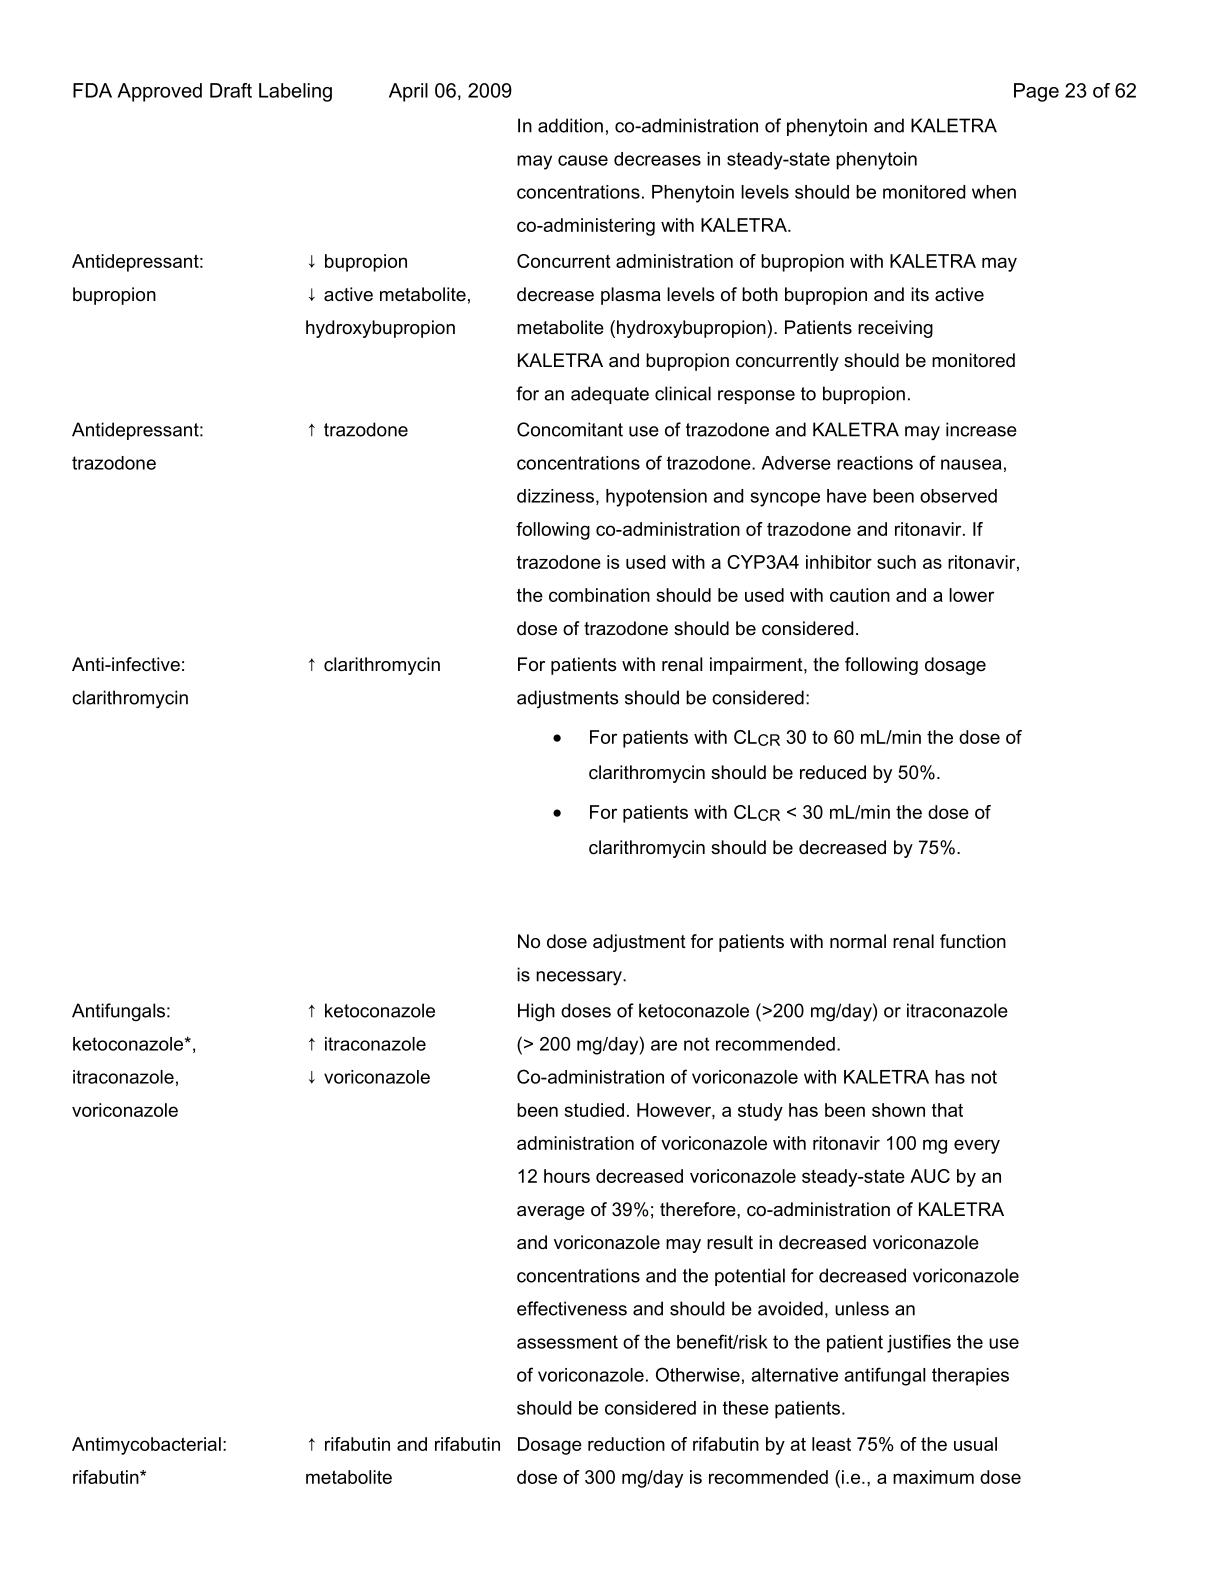 FDA Approved Draft Labeling April 06, 2009 Page 23 of 62
In addition, co-administration of phenytoin and KALETRA
may cause decreases in steady-state phenytoin
concentrations. Phenytoin levels should be monitored when
co-administering with KALETRA.
Antidepressant: ↓ bupropion Concurrent administration of bupropion with KALETRA may
bupropion ↓ active metabolite, decrease plasma levels of both bupropion and its active
hydroxybupropion metabolite (hydroxybupropion). Patients receiving
KALETRA and bupropion concurrently should be monitored
for an adequate clinical response to bupropion.
Antidepressant: ↑ trazodone Concomitant use of trazodone and KALETRA may increase
trazodone concentrations of trazodone. Adverse reactions of nausea,
dizziness, hypotension and syncope have been observed
following co-administration of trazodone and ritonavir. If
trazodone is used with a CYP3A4 inhibitor such as ritonavir,
the combination should be used with caution and a lower
dose of trazodone should be considered.
Anti-infective: ↑ clarithromycin For patients with renal impairment, the following dosage
clarithromycin adjustments should be considered:
• For patients with CLCR 30 to 60 mL/min the dose of
clarithromycin should be reduced by 50%.
• For patients with CLCR < 30 mL/min the dose of
clarithromycin should be decreased by 75%.
No dose adjustment for patients with normal renal function
is necessary.
Antifungals: ↑ ketoconazole High doses of ketoconazole (>200 mg/day) or itraconazole
ketoconazole*, ↑ itraconazole (> 200 mg/day) are not recommended.
itraconazole, ↓ voriconazole Co-administration of voriconazole with KALETRA has not
voriconazole been studied. However, a study has been shown that
administration of voriconazole with ritonavir 100 mg every
12 hours decreased voriconazole steady-state AUC by an
average of 39%; therefore, co-administration of KALETRA
and voriconazole may result in decreased voriconazole
concentrations and the potential for decreased voriconazole
effectiveness and should be avoided, unless an
assessment of the benefit/risk to the patient justifies the use
of voriconazole. Otherwise, alternative antifungal therapies
should be considered in these patients.
Antimycobacterial: ↑ rifabutin and rifabutin Dosage reduction of rifabutin by at least 75% of the usual
rifabutin* metabolite dose of 300 mg/day is recommended (i.e., a maximum dose